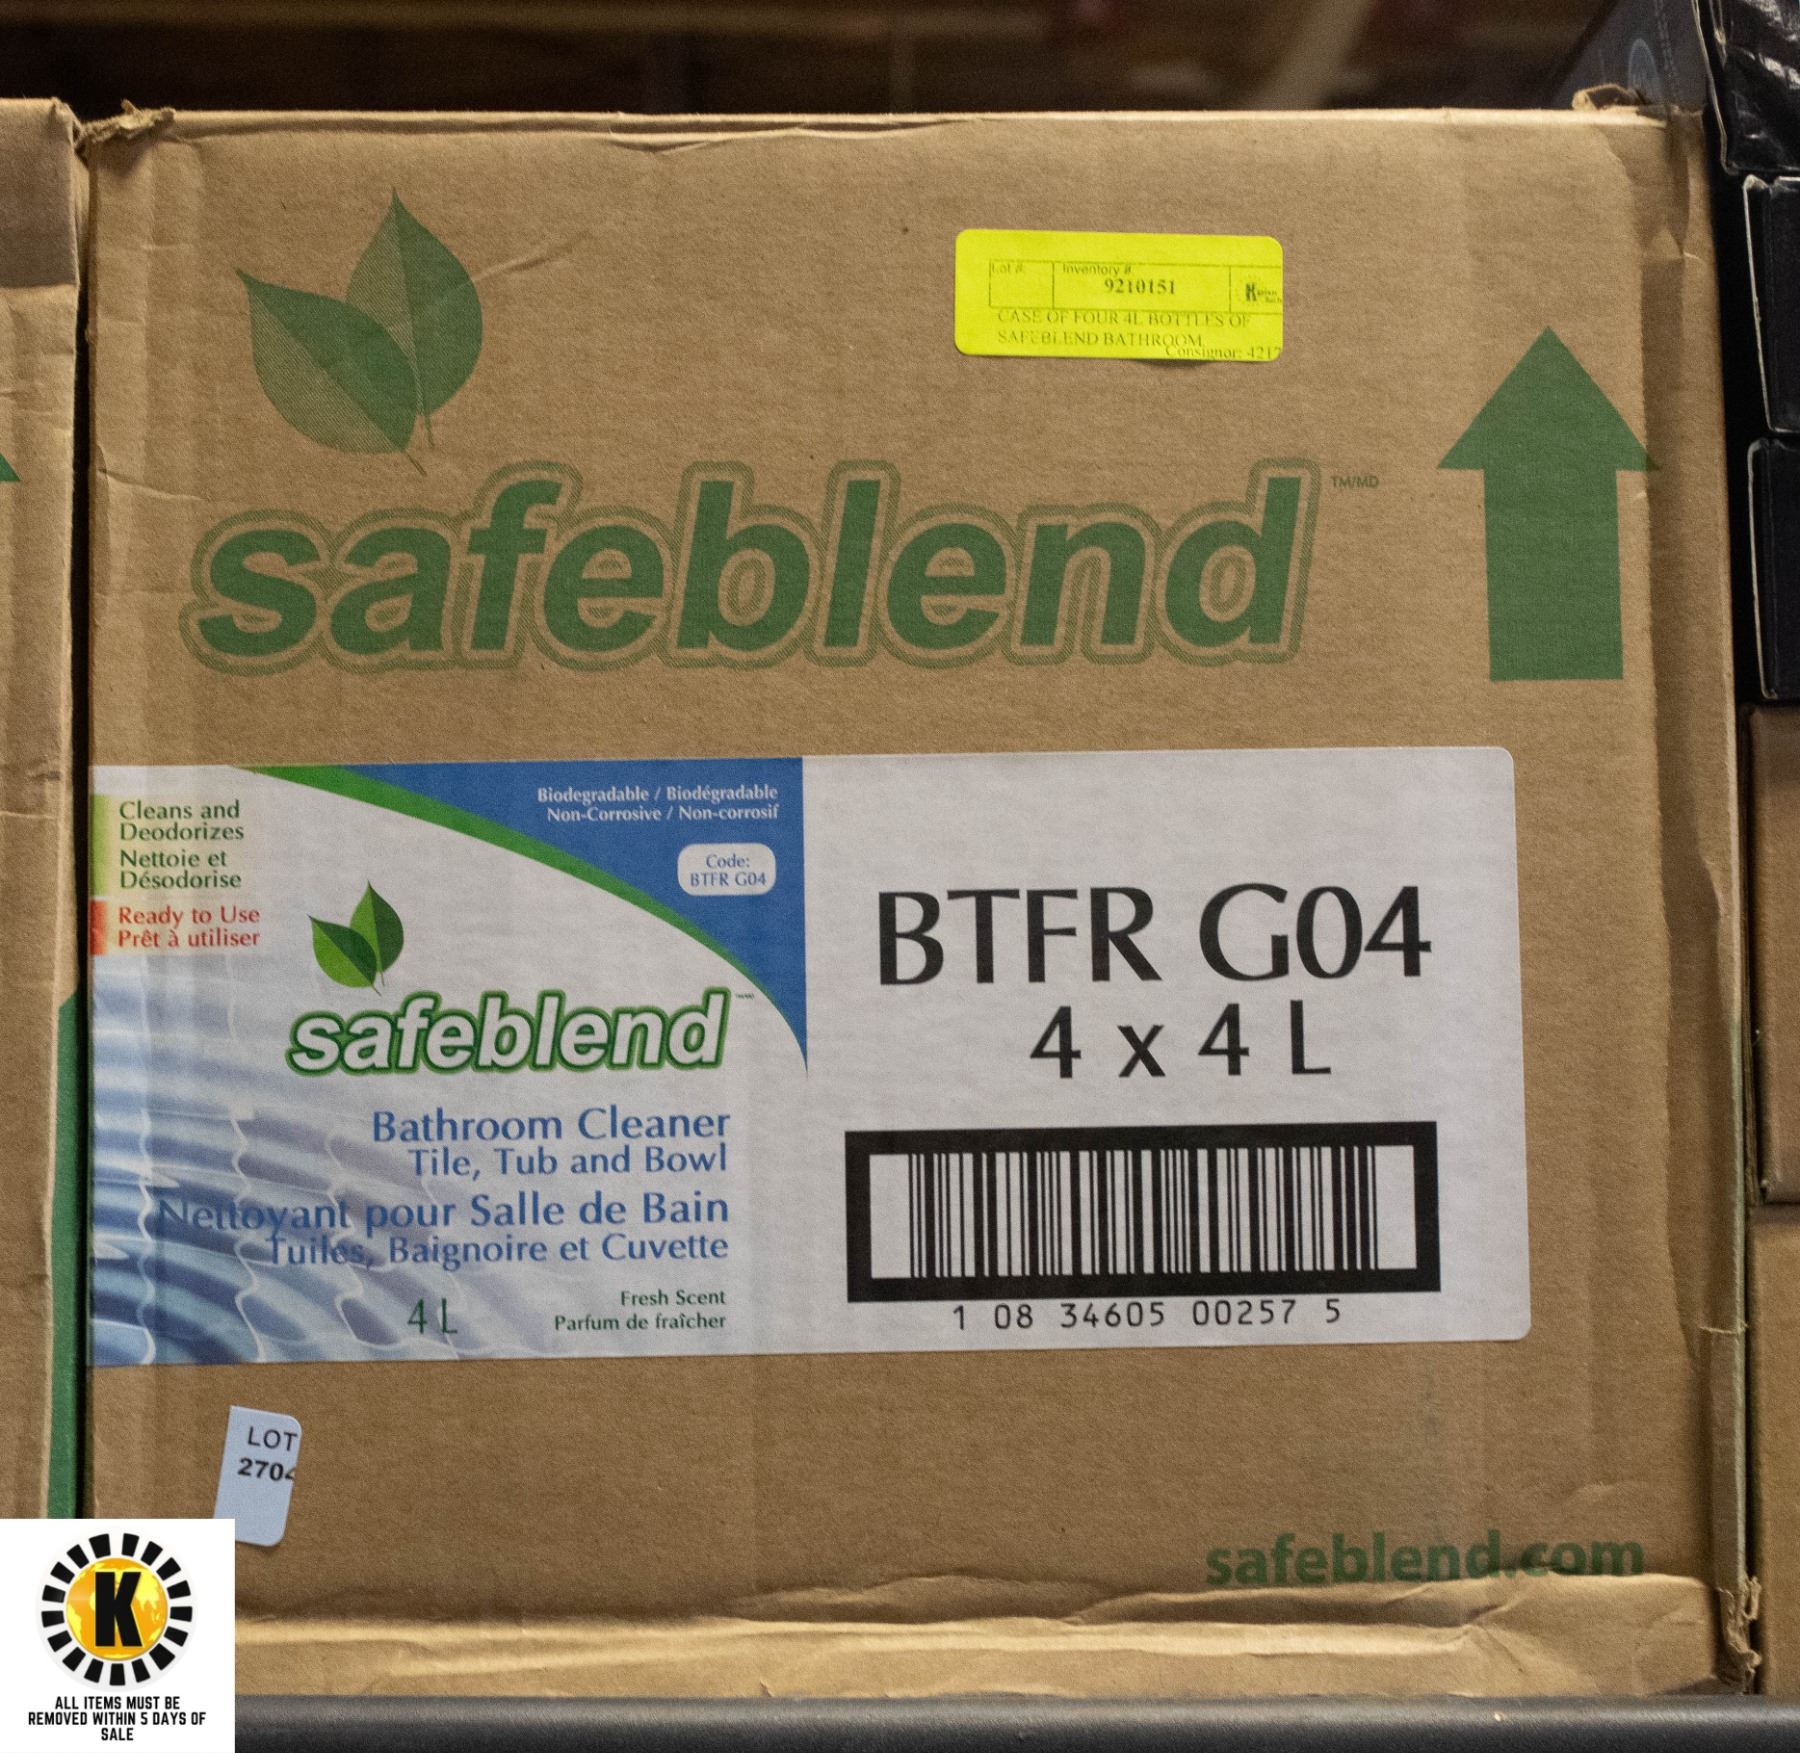 Lot #:
Inventory #
9210151
K
CASE OF FOUR 4L BOTTLES OF
SAFEBLEND BATHROOM
Consignor: 4217
safeblend
TM/MD
Cleans and
Deodorizes
Nettoie et
Désodorise
Ready to Use
Prêt à utiliser
Biodegradable / Biodégradable
Non-Corrosive / Non-corrosif
Code:
BTFR G04
safeblend
Bathroom Cleaner
Tile, Tub and Bowl
Nettoyant pour Salle de Bain
Tuiles, Baignoire et Cuvette
4 L
Fresh Scent
Parfum de fraîcher
BTFR G04
4 x 4 L
1 08 34605 00257 5
LOT
2704
safeblend.com
K
ALL ITEMS MUST BE
REMOVED WITHIN 5 DAYS OF
SALE